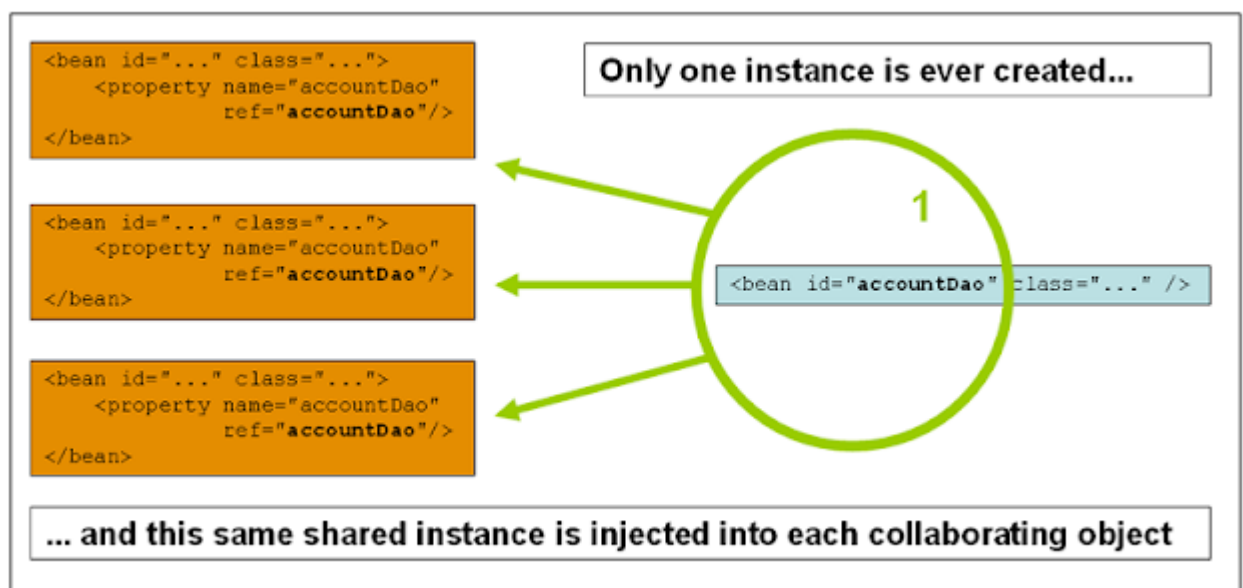 <bean id="..." class="...">
<property name="accountDao"
ref="accountDao"/>
</bean>
Only one instance is ever created...
1
<bean id="..." class="...">
<property name="accountDao"
ref="accountDao"/>
</bean>
<bean id="accountDao" class="..." />
<bean id="..." class="...">
<property name="accountDao"
ref="accountDao"/>
</bean>
... and this same shared instance is injected into each collaborating object